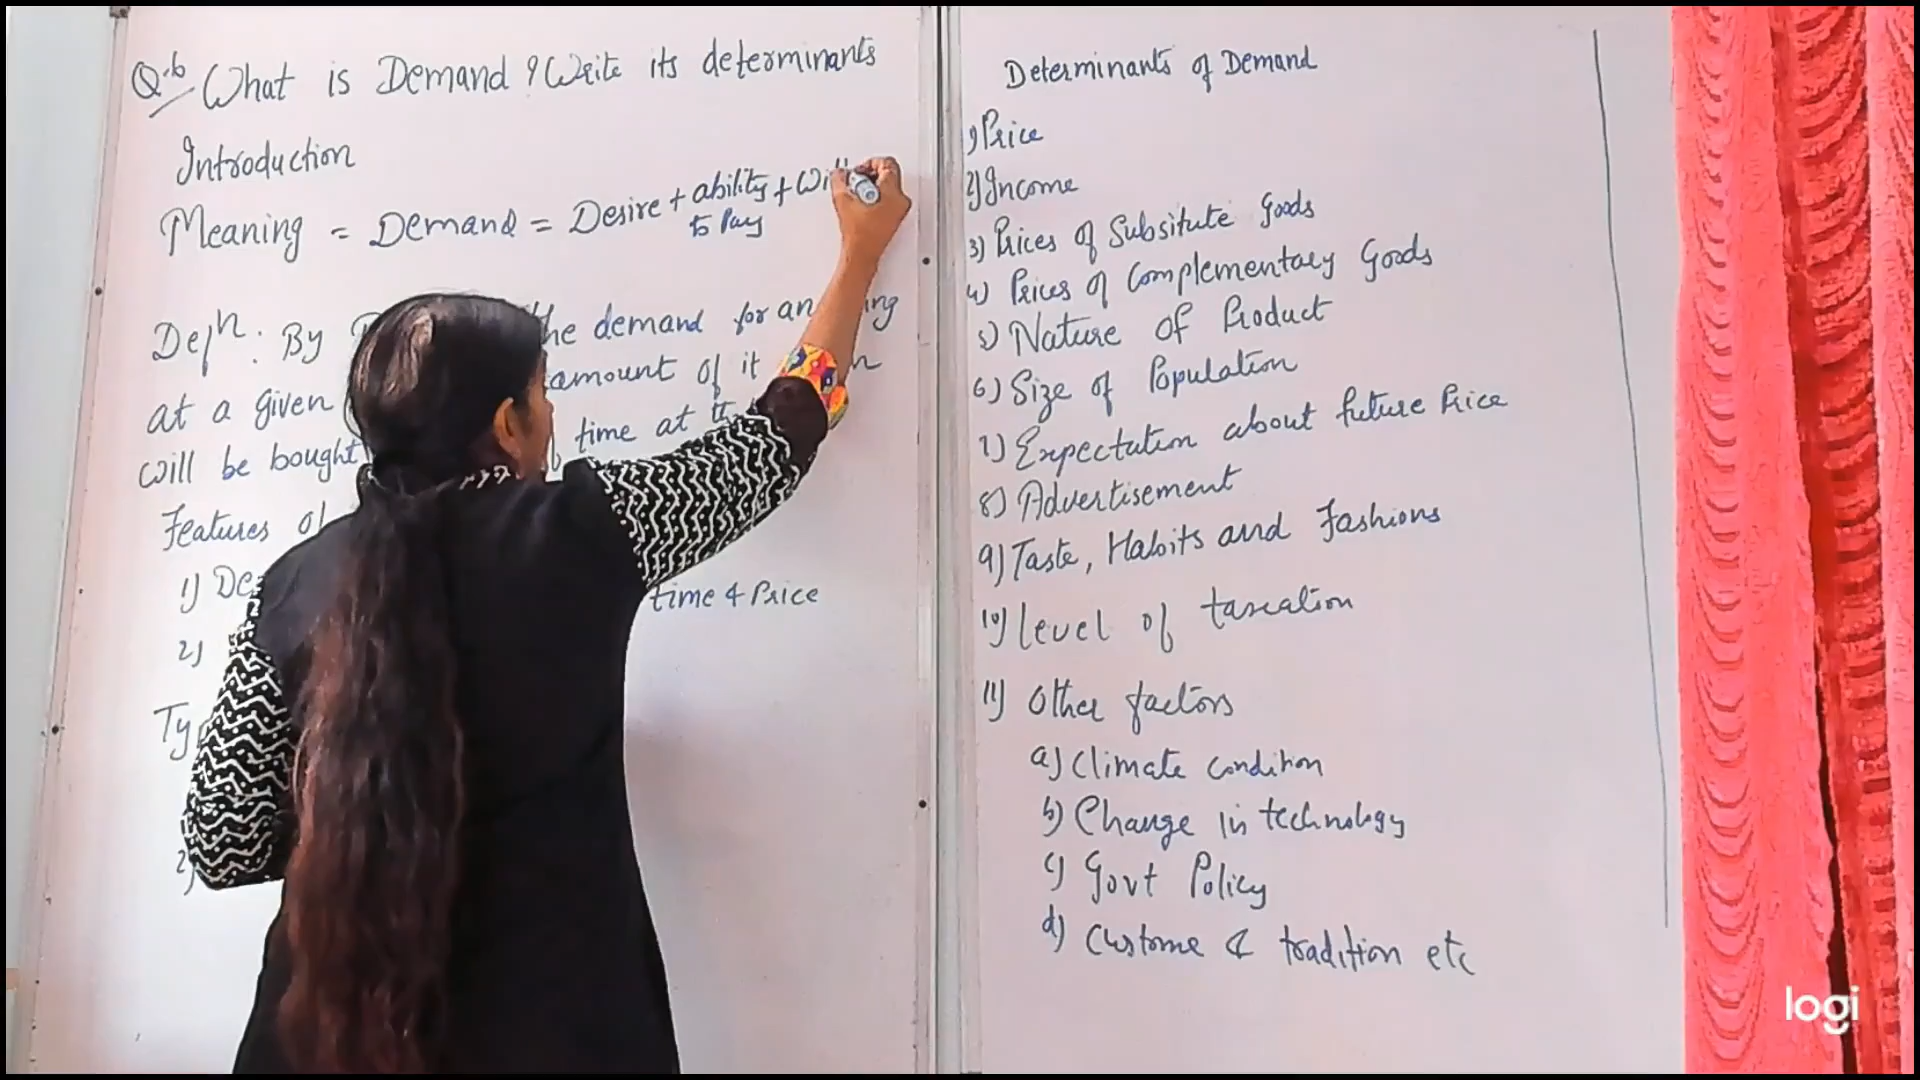 Q.6 What is Demand? Write its determinants
Introduction
Meaning = Demand = Desire + ability + Wi
to Pay
Defn: By the demand for an ing
at a given amount of it
will be bought time at
Features of
1) De time & Price
2)
Ty
2)
Determinants of Demand
1) Price
2) Income
3) Prices of Subsitute Goods
4) Prices of Complementary Goods
5) Nature of Product
6) Size of Population
7) Expectation about future Price
8) Advertisement
9) Taste, Habits and Fashions
10) level of taxation
11) Other factors
a) Climate condition
b) Change in technology
c) Govt Policy
d) Custome & tradition etc
logi